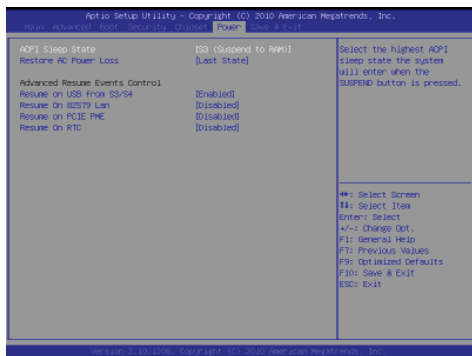 Aptio Setup Utility - Copyright (C) 2010 American Megatrends, Inc.
Main Advanced Boot Security Chipset Power Save & Exit
ACPI Sleep State [S3 (Suspend to RAM)]
Restore AC Power Loss [Last State]
Advanced Resume Events Control
Resume on USB from S3/S4 [Enabled]
Resume On 82579 Lan [Disabled]
Resume on PCIE PME [Disabled]
Resume On RTC [Disabled]
Select the highest ACPI
sleep state the system
will enter when the
SUSPEND button is pressed.
→←: Select Screen
↑↓: Select Item
Enter: Select
+/-: Change Opt.
F1: General Help
F7: Previous Values
F9: Optimized Defaults
F10: Save & Exit
ESC: Exit
Version 2.10.1208. Copyright (C) 2010 American Megatrends, Inc.